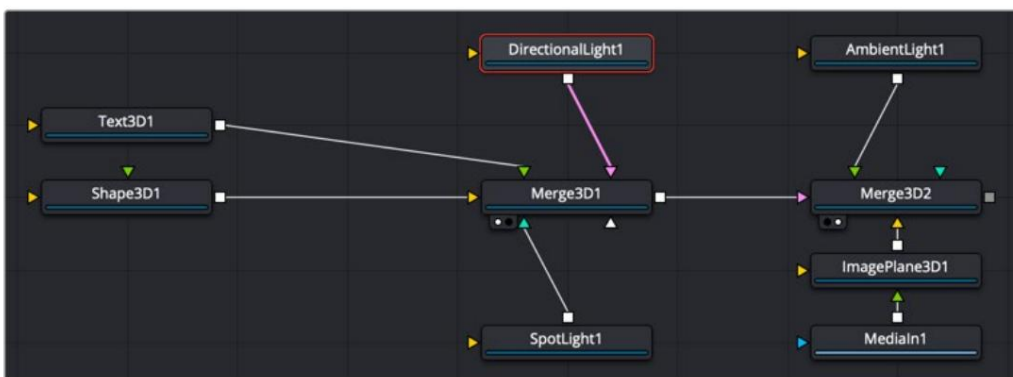 DirectionalLight1
AmbientLight1
Text3D1
Shape3D1
Merge3D1
Merge3D2
ImagePlane3D1
SpotLight1
MediaIn1